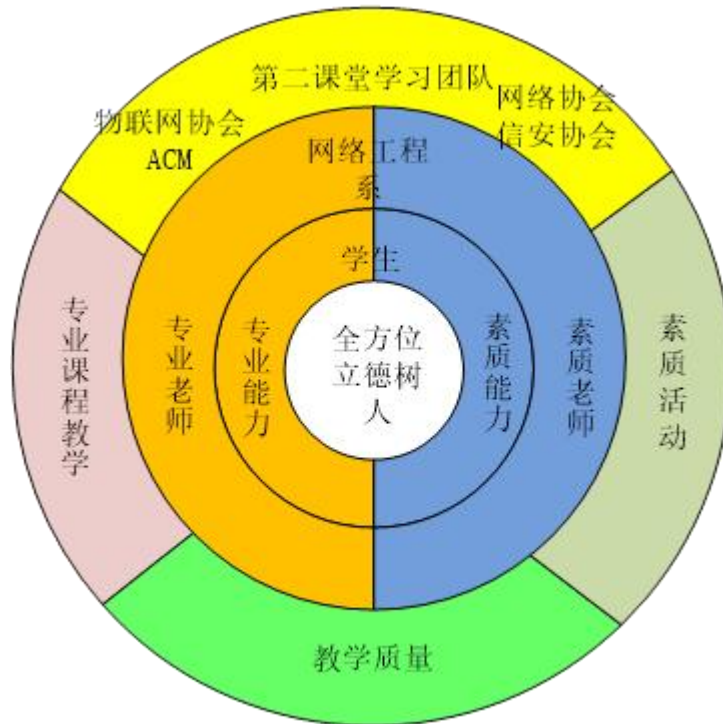 第二课堂学习团队
物联网协会
ACM
网络协会
信安协会
网络工程
系
学生
专业课程教学
专业老师
专业能力
全方位
立德树
人
素质能力
素质老师
素质活动
教学质量